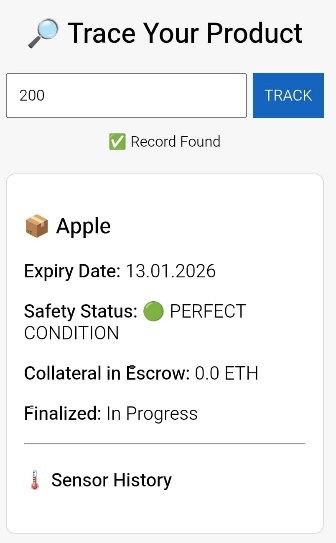 🔎 Trace Your Product
200
TRACK
✅ Record Found
📦 Apple
Expiry Date: 13.01.2026
Safety Status: 🟢 PERFECT
CONDITION
Collateral in Escrow: 0.0 ETH
Finalized: In Progress
🌡️ Sensor History